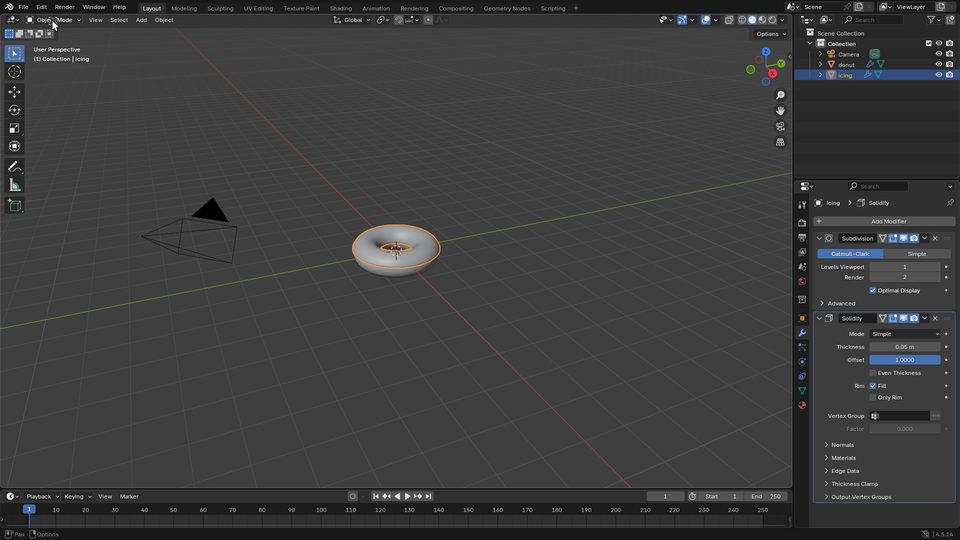 File Edit Render Window Help Layout Modeling Sculpting UV Editing Texture Paint Shading Animation Rendering Compositing Geometry Nodes Scripting Scene ViewLayer
Mode View Select Add Object Global Search
Options
User Perspective
(1) Collection | Icing
X
Y
Z
Scene Collection
Collection
Camera
donut
Icing
Search
Icing > Solidify
Add Modifier
Subdivision
Catmull-Clark Simple
Levels Viewport 1
Render 2
Optimal Display
Advanced
Solidify
Mode Simple
Thickness 0.05 m
Offset 1.0000
Even Thickness
Rim Fill
Only Rim
Vertex Group
Factor 0.000
Normals
Materials
Edge Data
Thickness Clamp
Output Vertex Groups
Playback Keying View Marker 1 Start 1 End 250
1 10 20 30 40 50 60 70 80 90 100 110 120 130 140 150 160 170 180 190 200 210 220 230 240 250
Pan Options 4.5.14